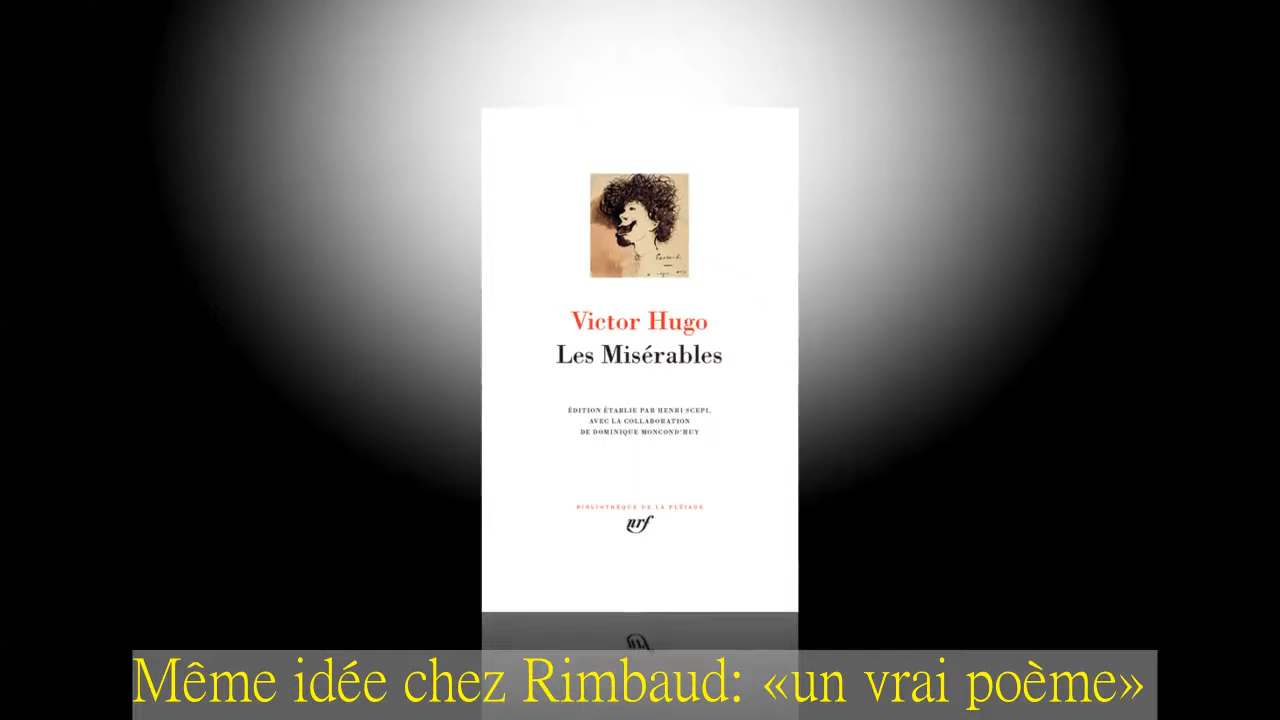 Victor Hugo
Les Misérables
ÉDITION ÉTABLIE PAR HENRI SCEPI,
AVEC LA COLLABORATION
DE DOMINIQUE MONCOND'HUY
BIBLIOTHÈQUE DE LA PLÉIADE
nrf
Même idée chez Rimbaud: «un vrai poème»